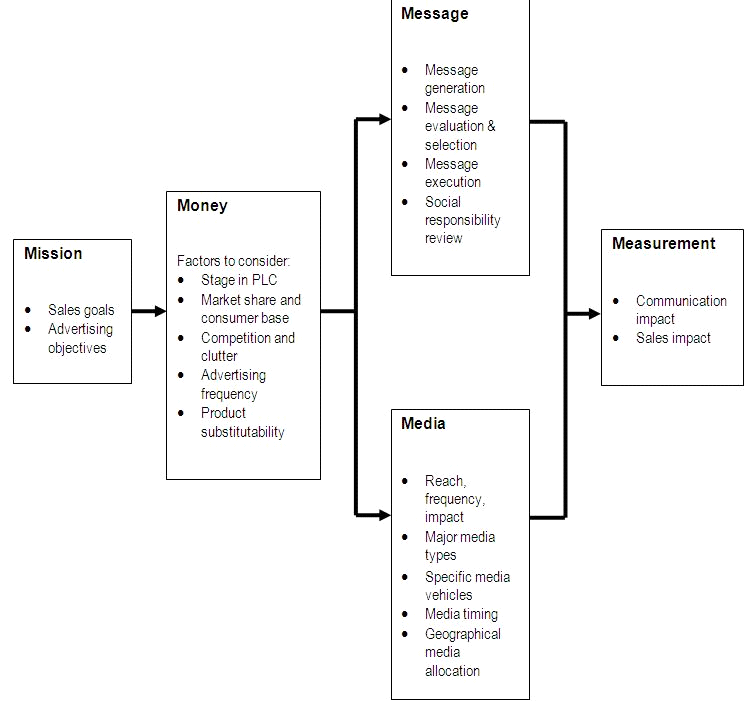 Mission
● Sales goals
● Advertising
objectives
Money
Factors to consider:
● Stage in PLC
● Market share and
consumer base
● Competition and
clutter
● Advertising
frequency
● Product
substitutability
Message
● Message
generation
● Message
evaluation &
selection
● Message
execution
● Social
responsibility
review
Media
● Reach,
frequency,
impact
● Major media
types
● Specific media
vehicles
● Media timing
● Geographical
media
allocation
Measurement
● Communication
impact
● Sales impact